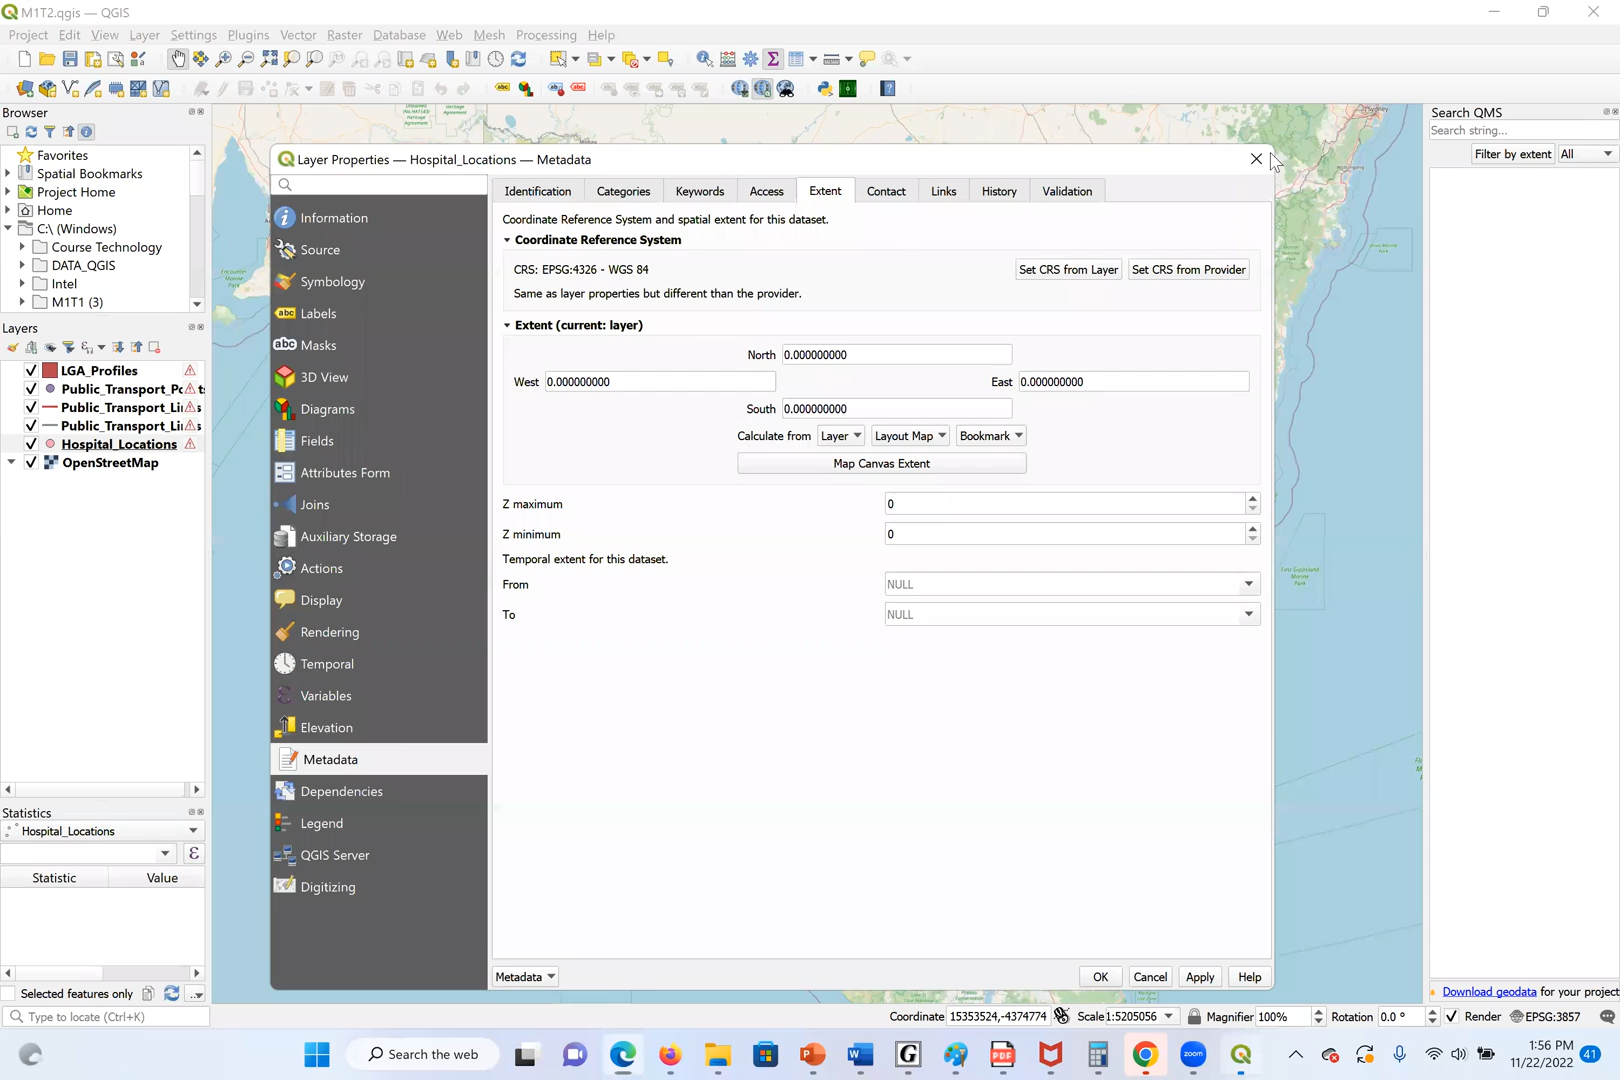 M1T2.qgis — QGIS
Project Edit View Layer Settings Plugins Vector Raster Database Web Mesh Processing Help
Browser
Favorites
Spatial Bookmarks
Project Home
Home
C:\ (Windows)
Course Technology
DATA_QGIS
Intel
M1T1 (3)
Layers
LGA_Profiles
Public_Transport_Po
Public_Transport_Li
Public_Transport_Li
Hospital_Locations
OpenStreetMap
Statistics
Hospital_Locations
ε
Statistic Value
Selected features only
Type to locate (Ctrl+K)
Layer Properties — Hospital_Locations — Metadata
Information
Source
Symbology
abc Labels
abc Masks
3D View
Diagrams
Fields
Attributes Form
Joins
Auxiliary Storage
Actions
Display
Rendering
Temporal
Variables
Elevation
Metadata
Dependencies
Legend
QGIS Server
Digitizing
Identification Categories Keywords Access Extent Contact Links History Validation
Coordinate Reference System and spatial extent for this dataset.
Coordinate Reference System
CRS: EPSG:4326 - WGS 84 Set CRS from Layer Set CRS from Provider
Same as layer properties but different than the provider.
Extent (current: layer)
North 0.000000000
West 0.000000000 East 0.000000000
South 0.000000000
Calculate from Layer Layout Map Bookmark
Map Canvas Extent
Z maximum 0
Z minimum 0
Temporal extent for this dataset.
From NULL
To NULL
Metadata OK Cancel Apply Help
Search QMS
Search string...
Filter by extent All
Download geodata for your project
Coordinate 15353524,-4374774 Scale 1:5205056 Magnifier 100% Rotation 0.0 ° Render EPSG:3857
Search the web
zoom
1:56 PM
11/22/2022 41